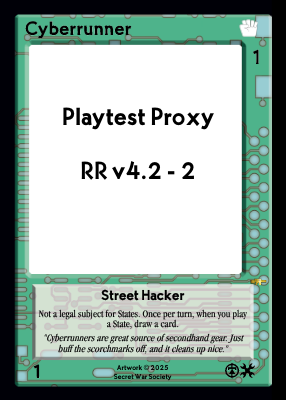 Cyberrunner
1
Playtest Proxy
RR v4.2 - 2
Street Hacker
Not a legal subject for States. Once per turn, when you play
a State, draw a card.
"Cyberrunners are great source of secondhand gear. Just
buff the scorchmarks off, and it cleans up nice."
1
Artwork © 2025
Secret War Society